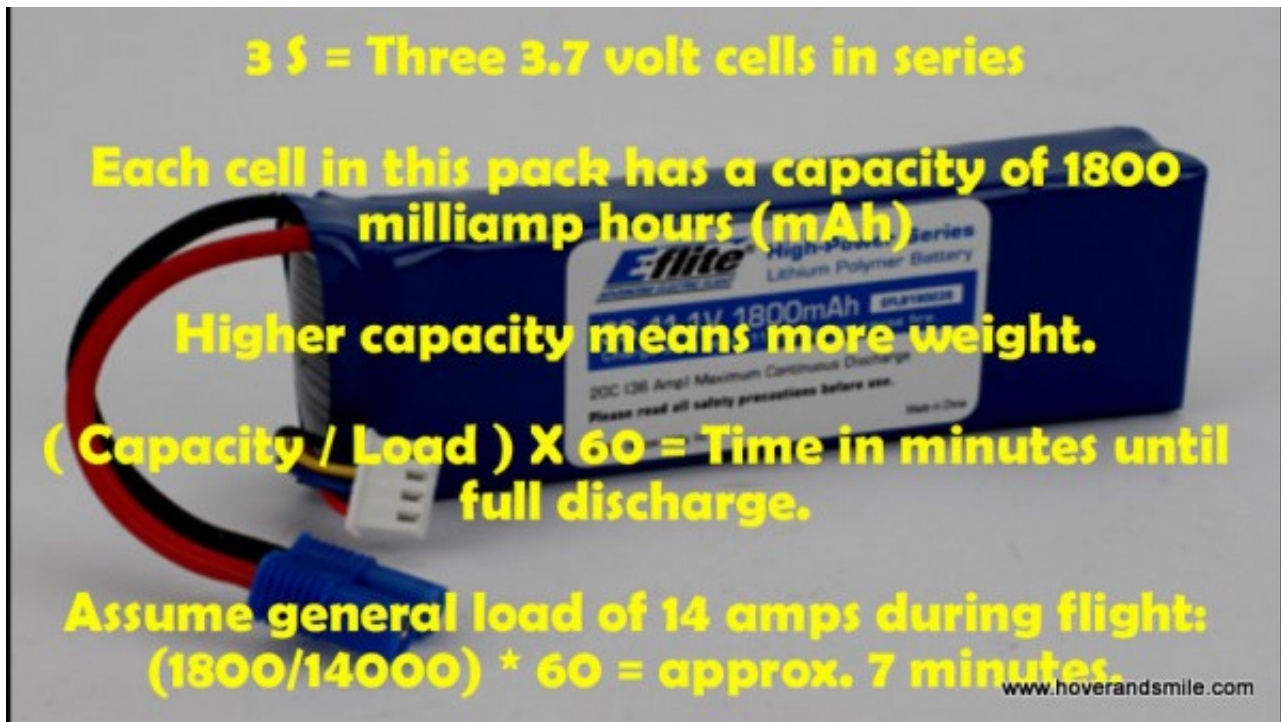 3 S = Three 3.7 volt cells in series
Each cell in this pack has a capacity of 1800
milliamp hours (mAh)
E-flite
High-Power Series
Lithium Polymer Battery
11.1V 1800mAh
Higher capacity means more weight.
20C (36 Amp) Maximum Continuous Discharge
Please read all safety precautions before use.
Made in China
( Capacity / Load ) X 60 = Time in minutes until
full discharge.
Assume general load of 14 amps during flight:
(1800/14000) * 60 = approx. 7 minutes.
www.hoverandsmile.com